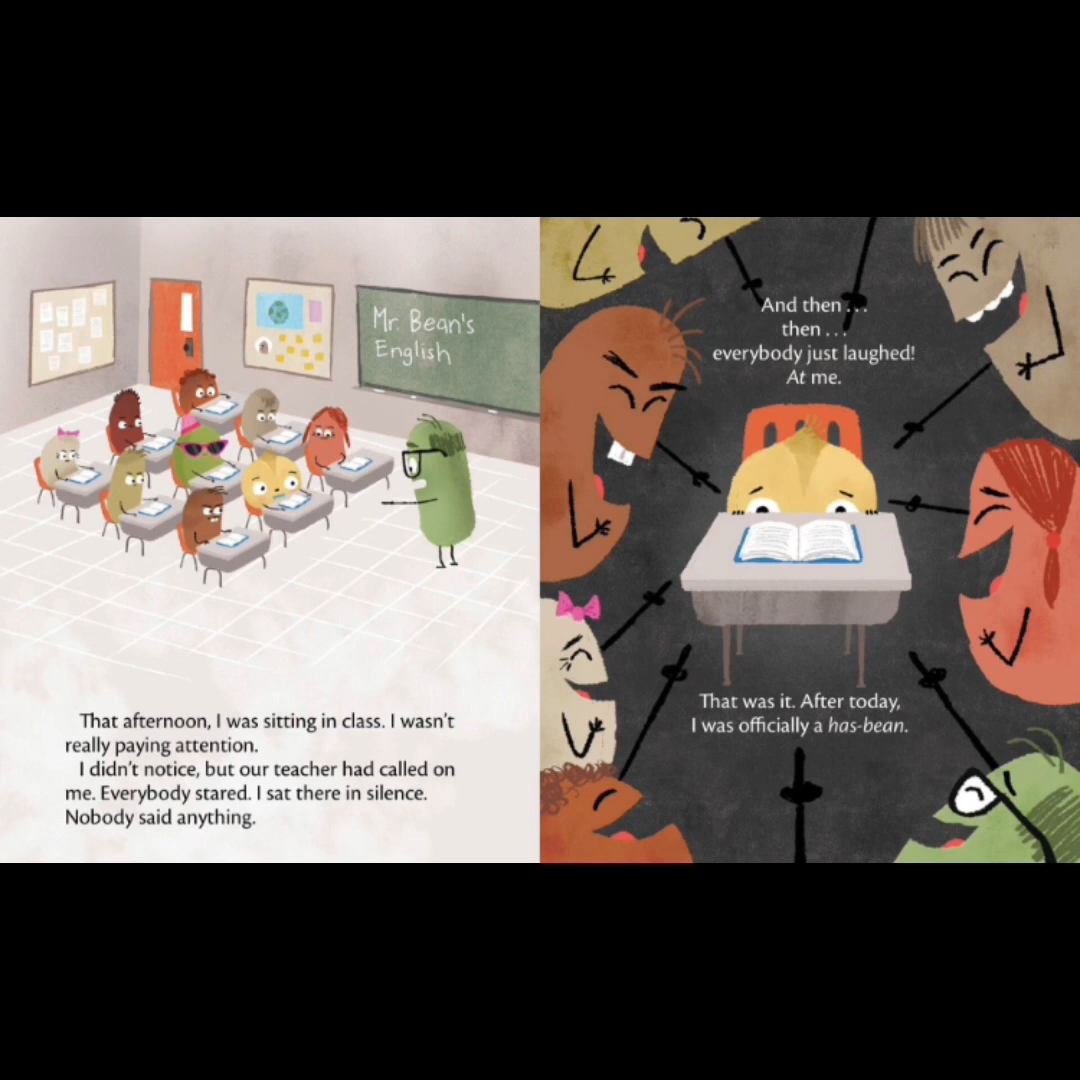 Mr. Bean's
English
That afternoon, I was sitting in class. I wasn't
really paying attention.
I didn't notice, but our teacher had called on
me. Everybody stared. I sat there in silence.
Nobody said anything.
And then . . .
then . . .
everybody just laughed!
At me.
That was it. After today,
I was officially a has-bean.